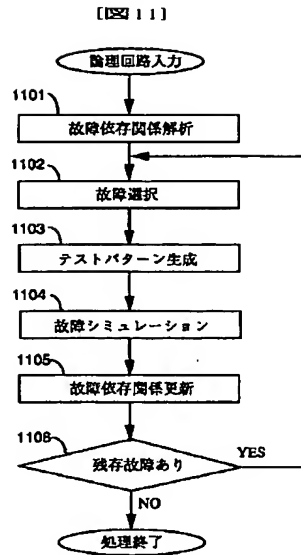 【図11】
論理回路入力
1101
故障依存関係解析
1102
故障選択
1103
テストパターン生成
1104
故障シミュレーション
1105
故障依存関係更新
1106
残存故障あり
YES
NO
処理終了